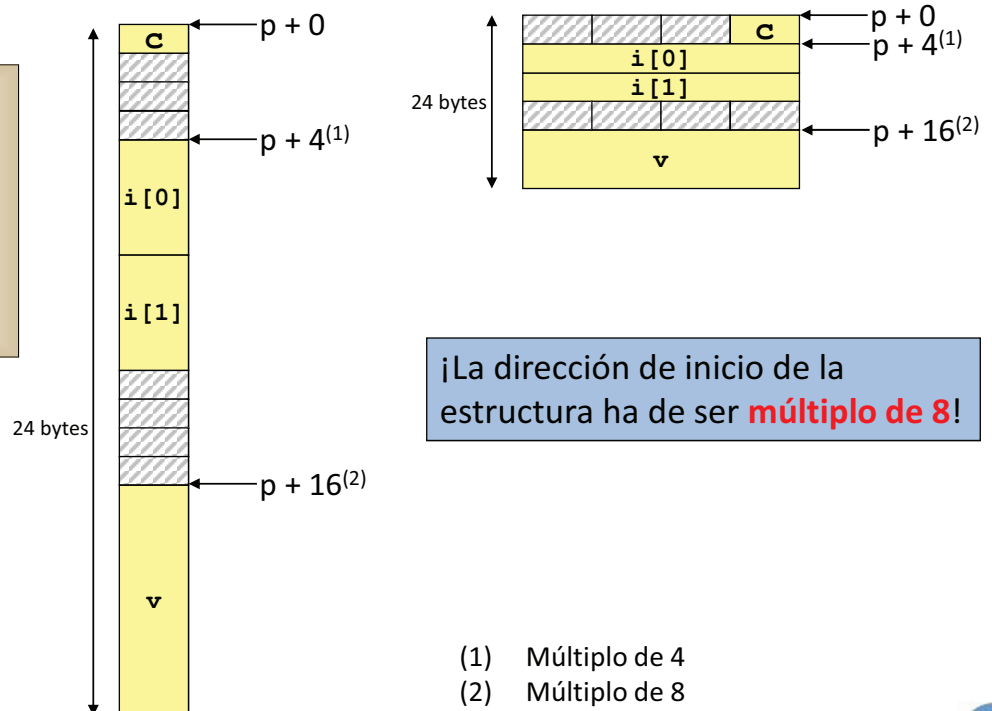 c
p + 0
p + 4(1)
i[0]
i[1]
24 bytes
p + 16(2)
v
c
p + 0
p + 4(1)
i[0]
i[1]
24 bytes
p + 16(2)
v
¡La dirección de inicio de la
estructura ha de ser múltiplo de 8!
(1) Múltiplo de 4
(2) Múltiplo de 8